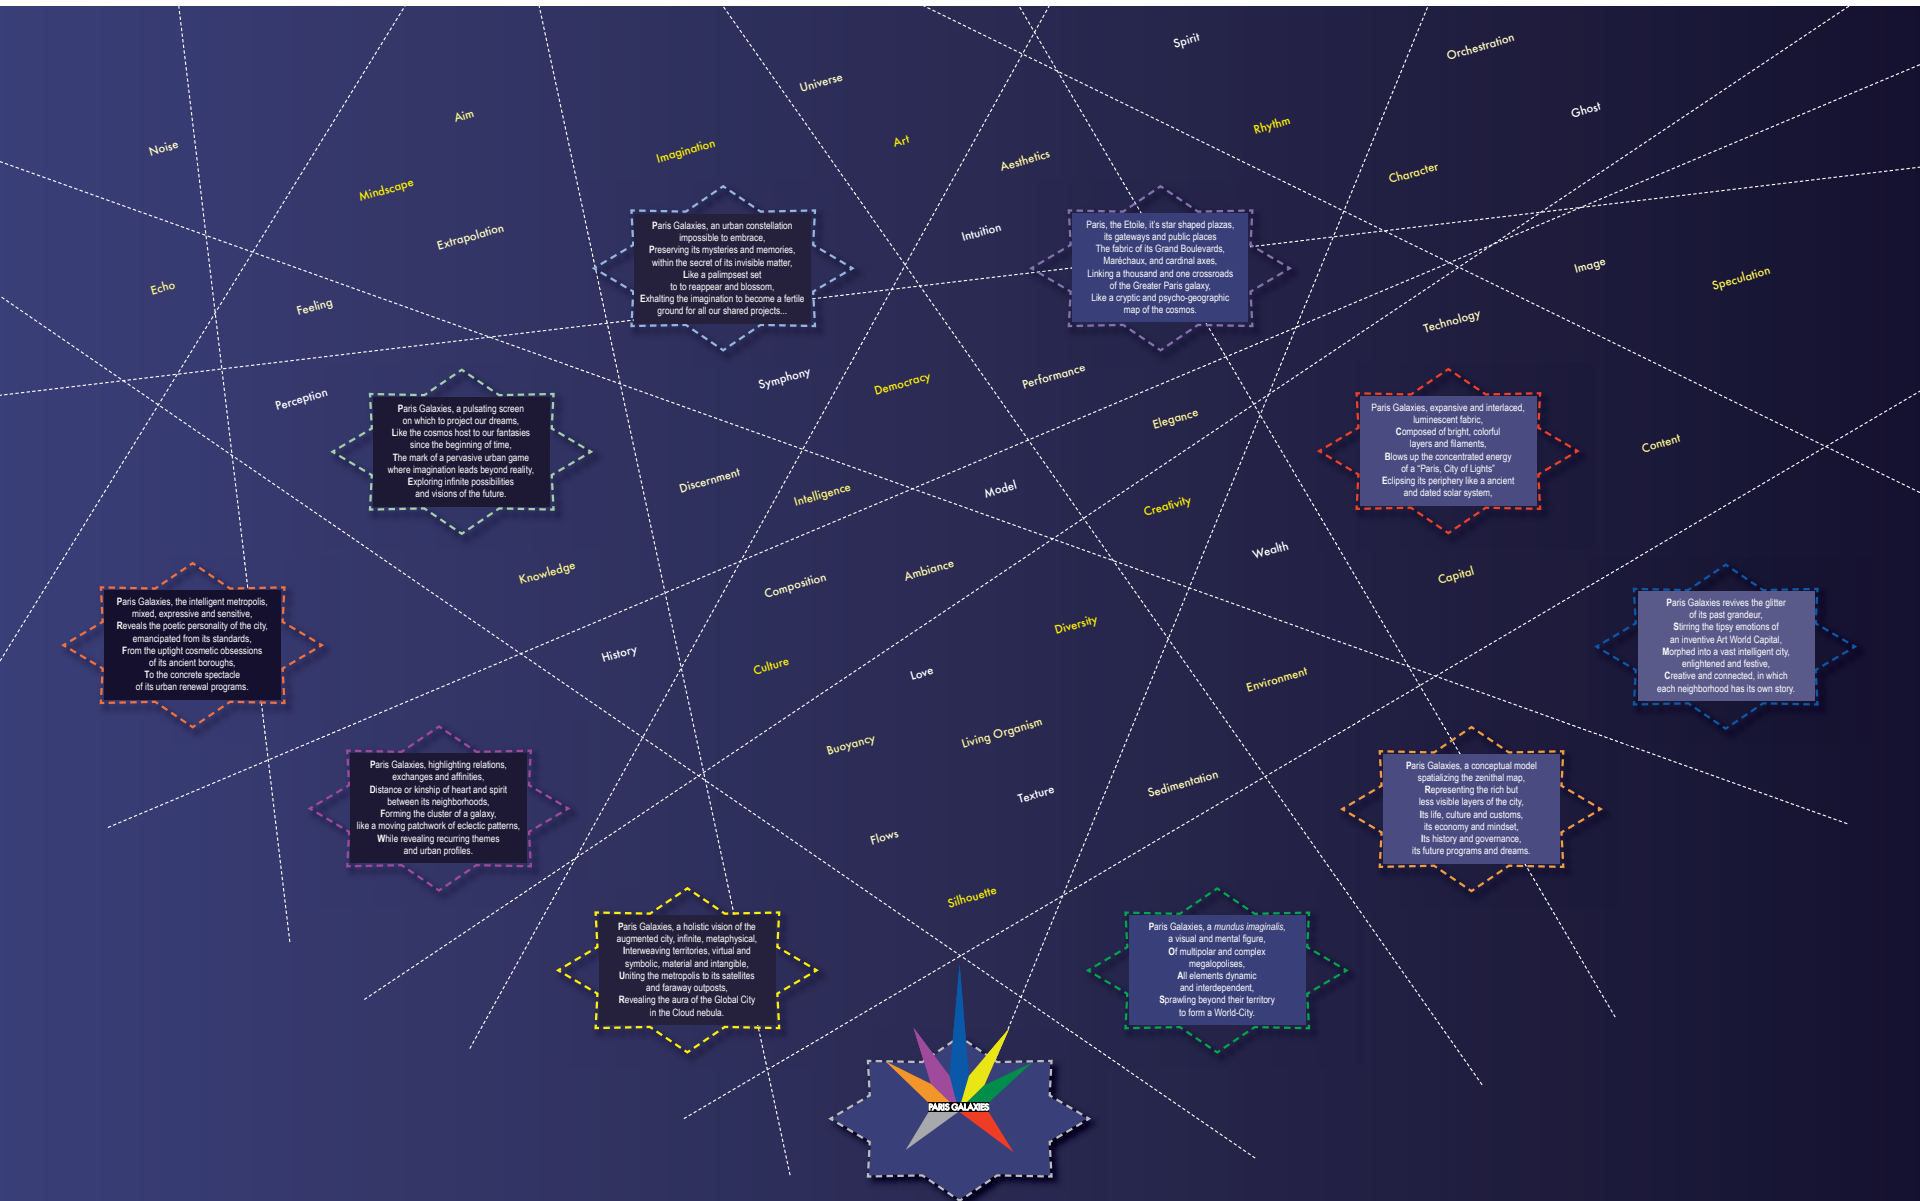 Spirit
Orchestration
Universe
Ghost
Aim
Rhythm
Noise
Imagination
Art
Aesthetics
Character
Mindscape
Extrapolation
Intuition
Image
Speculation
Echo
Feeling
Technology
Paris Galaxies, an urban constellation
impossible to embrace,
Preserving its mysteries and memories,
within the secret of its invisible matter,
Like a palimpsest set
to to reappear and blossom,
Exhalting the imagination to become a fertile
ground for all our shared projects...
Paris, the Etoile, it's star shaped plazas,
its gateways and public places
The fabric of its Grand Boulevards,
Maréchaux, and cardinal axes,
Linking a thousand and one crossroads
of the Greater Paris galaxy,
Like a cryptic and psycho-geographic
map of the cosmos.
Perception
Symphony
Democracy
Performance
Elegance
Content
Paris Galaxies, a pulsating screen
on which to project our dreams,
Like the cosmos host to our fantasies
since the beginning of time,
The mark of a pervasive urban game
where imagination leads beyond reality,
Exploring infinite possibilities
and visions of the future.
Paris Galaxies, expansive and interlaced,
luminescent fabric,
Composed of bright, colorful
layers and filaments,
Blows up the concentrated energy
of a “Paris, City of Lights”
Eclipsing its periphery like a ancient
and dated solar system,
Discernment
Intelligence
Model
Creativity
Wealth
Knowledge
Composition
Ambiance
Capital
Diversity
Paris Galaxies, the intelligent metropolis,
mixed, expressive and sensitive,
Reveals the poetic personality of the city,
emancipated from its standards,
From the uptight cosmetic obsessions
of its ancient boroughs,
To the concrete spectacle
of its urban renewal programs.
Paris Galaxies revives the glitter
of its past grandeur,
Stirring the tipsy emotions of
an inventive Art World Capital,
Morphed into a vast intelligent city,
enlightened and festive,
Creative and connected, in which
each neighborhood has its own story.
History
Culture
Love
Environment
Buoyancy
Living Organism
Sedimentation
Texture
Flows
Silhouette
Paris Galaxies, highlighting relations,
exchanges and affinities,
Distance or kinship of heart and spirit
between its neighborhoods,
Forming the cluster of a galaxy,
like a moving patchwork of eclectic patterns,
While revealing recurring themes
and urban profiles.
Paris Galaxies, a conceptual model
spatializing the zenithal map,
Representing the rich but
less visible layers of the city,
Its life, culture and customs,
its economy and mindset,
Its history and governance,
its future programs and dreams.
Paris Galaxies, a holistic vision of the
augmented city, infinite, metaphysical,
Interweaving territories, virtual and
symbolic, material and intangible,
Uniting the metropolis to its satellites
and faraway outposts,
Revealing the aura of the Global City
in the Cloud nebula.
Paris Galaxies, a mundus imaginalis,
a visual and mental figure,
Of multipolar and complex
megalopolises,
All elements dynamic
and interdependent,
Sprawling beyond their territory
to form a World-City.
PARIS GALAXIES